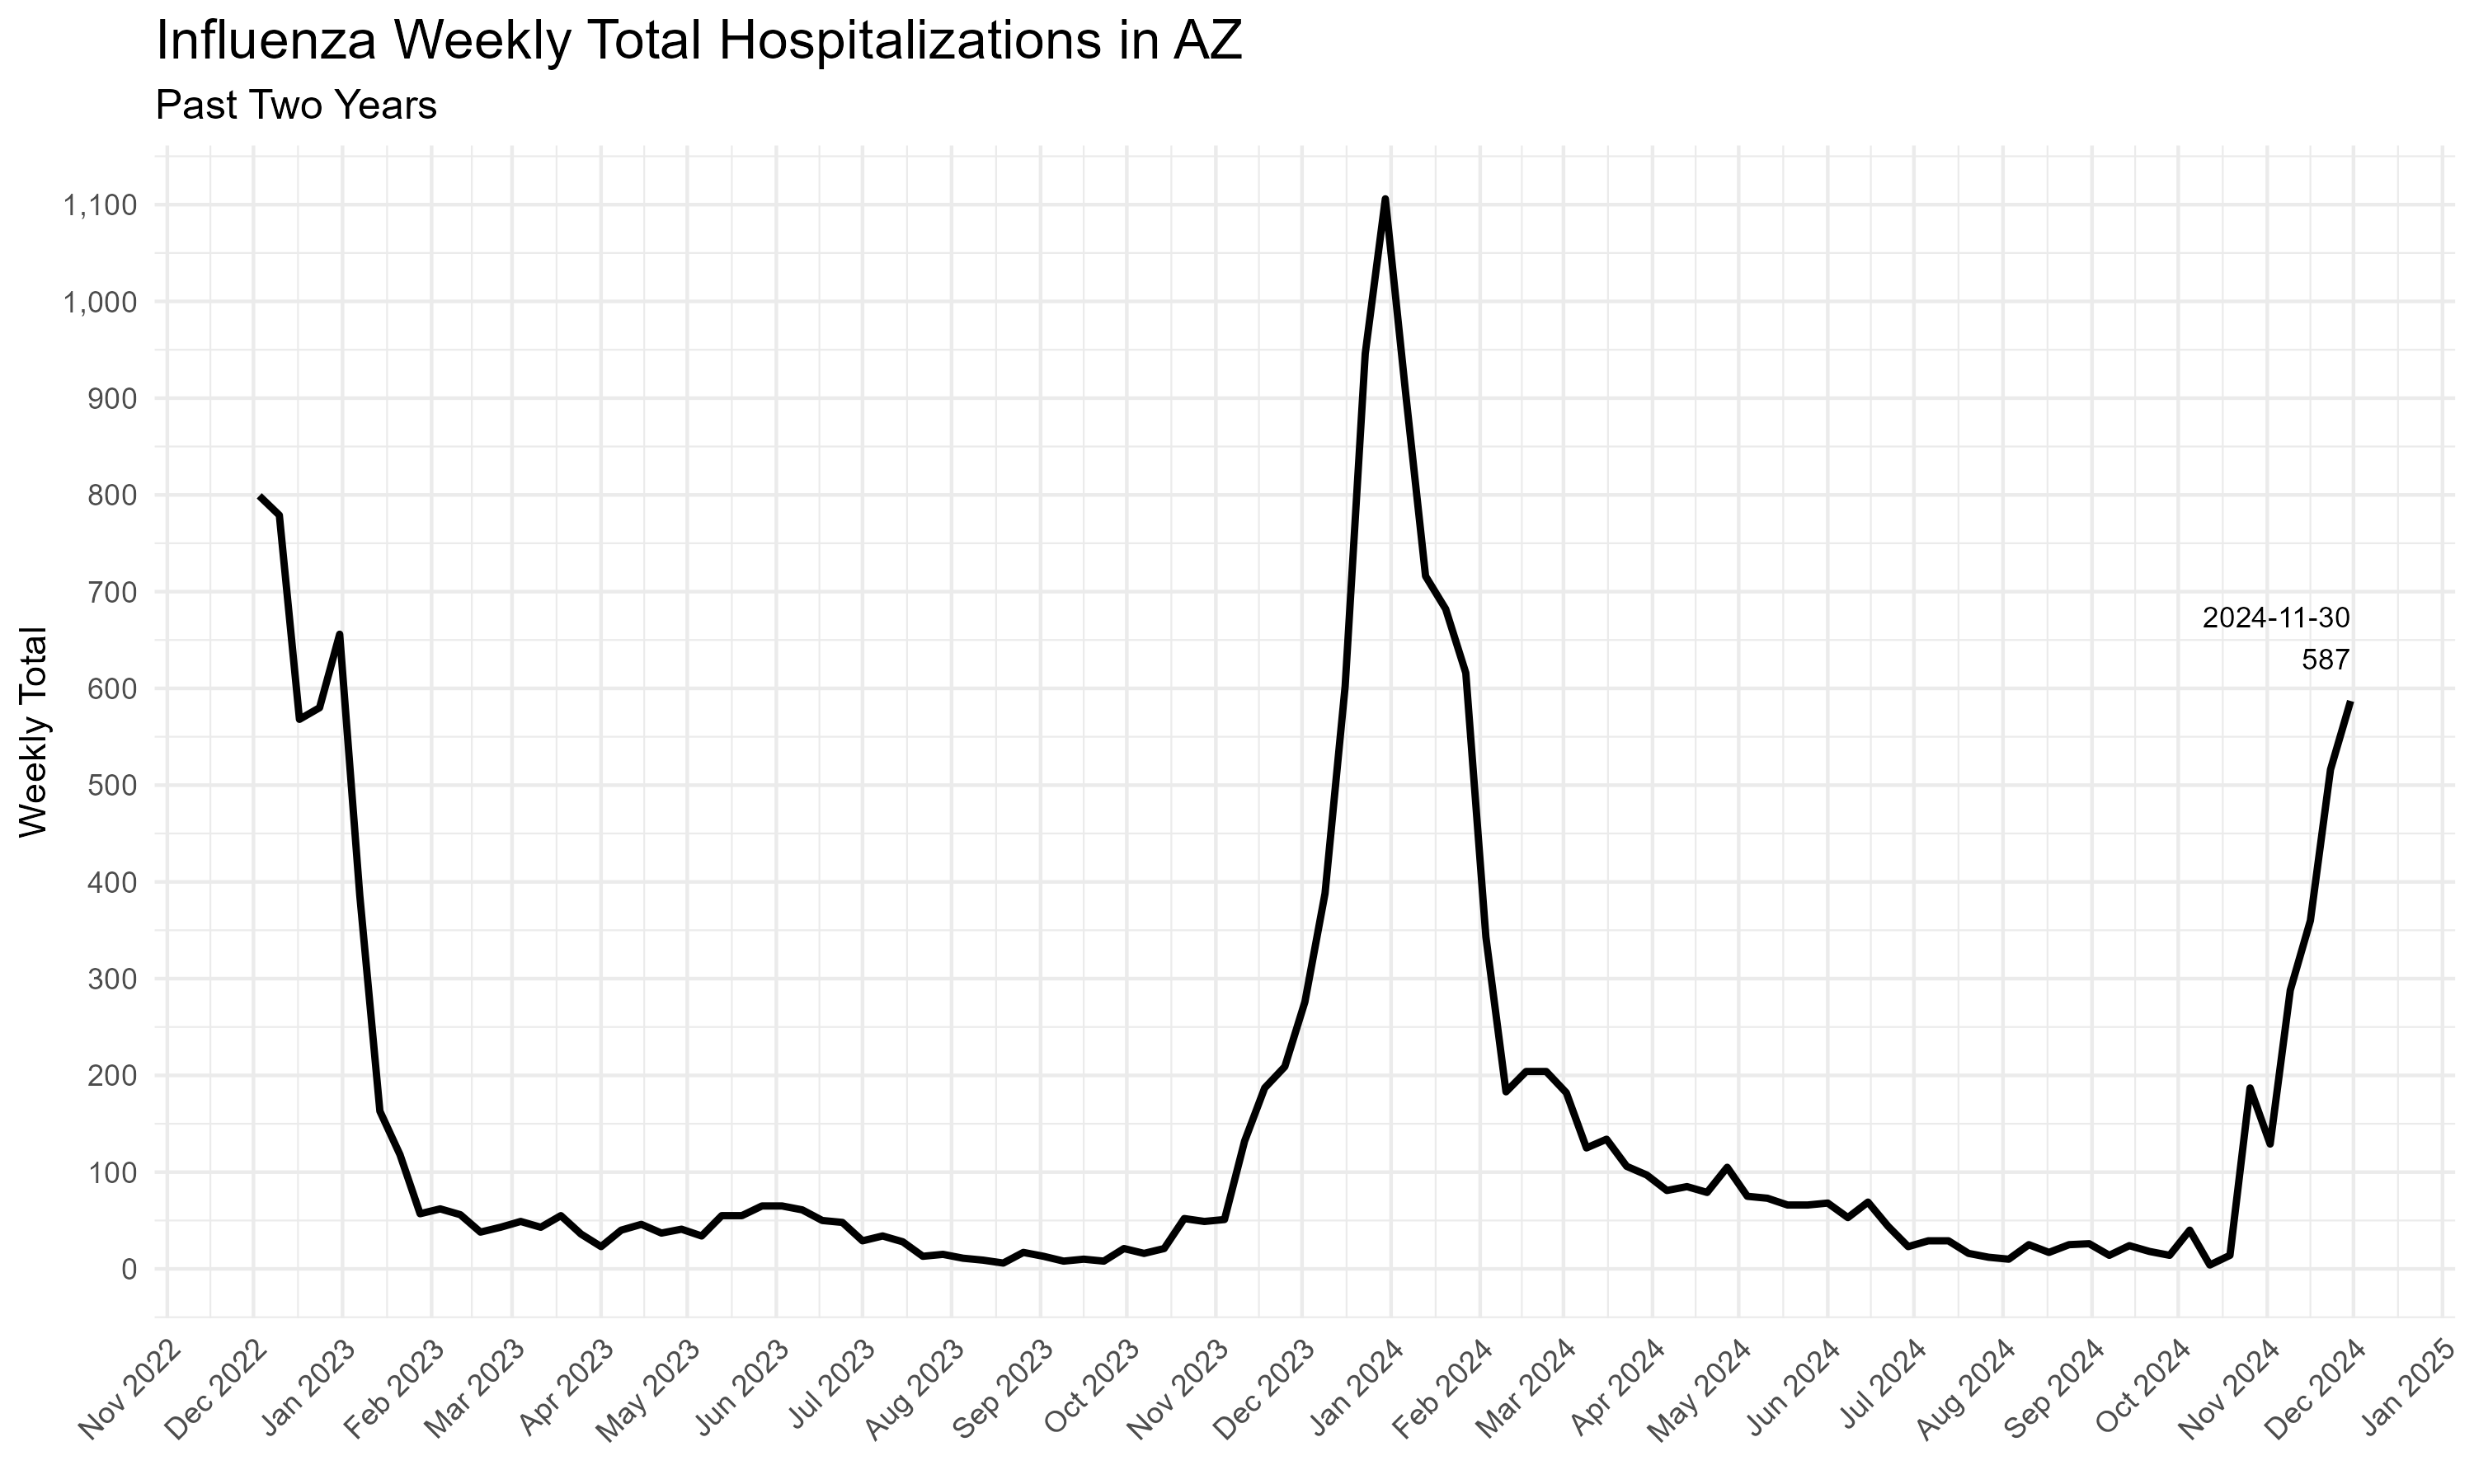 Influenza Weekly Total Hospitalizations in AZ
Past Two Years
Weekly Total
1,100
1,000
900
800
700
600
500
400
300
200
100
0
2024-11-30
587
Nov 2022
Dec 2022
Jan 2023
Feb 2023
Mar 2023
Apr 2023
May 2023
Jun 2023
Jul 2023
Aug 2023
Sep 2023
Oct 2023
Nov 2023
Dec 2023
Jan 2024
Feb 2024
Mar 2024
Apr 2024
May 2024
Jun 2024
Jul 2024
Aug 2024
Sep 2024
Oct 2024
Nov 2024
Dec 2024
Jan 2025